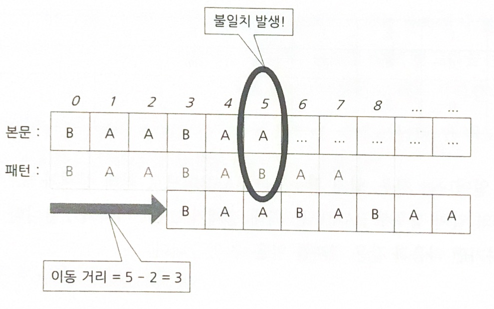 불일치 발생!
0 1 2 3 4 5 6 7 8 ... ...
본문 : B A A B A A ... ... ... ... ...
패턴 : B A A B A B A A
B A A B A B A A
이동 거리 = 5 - 2 = 3